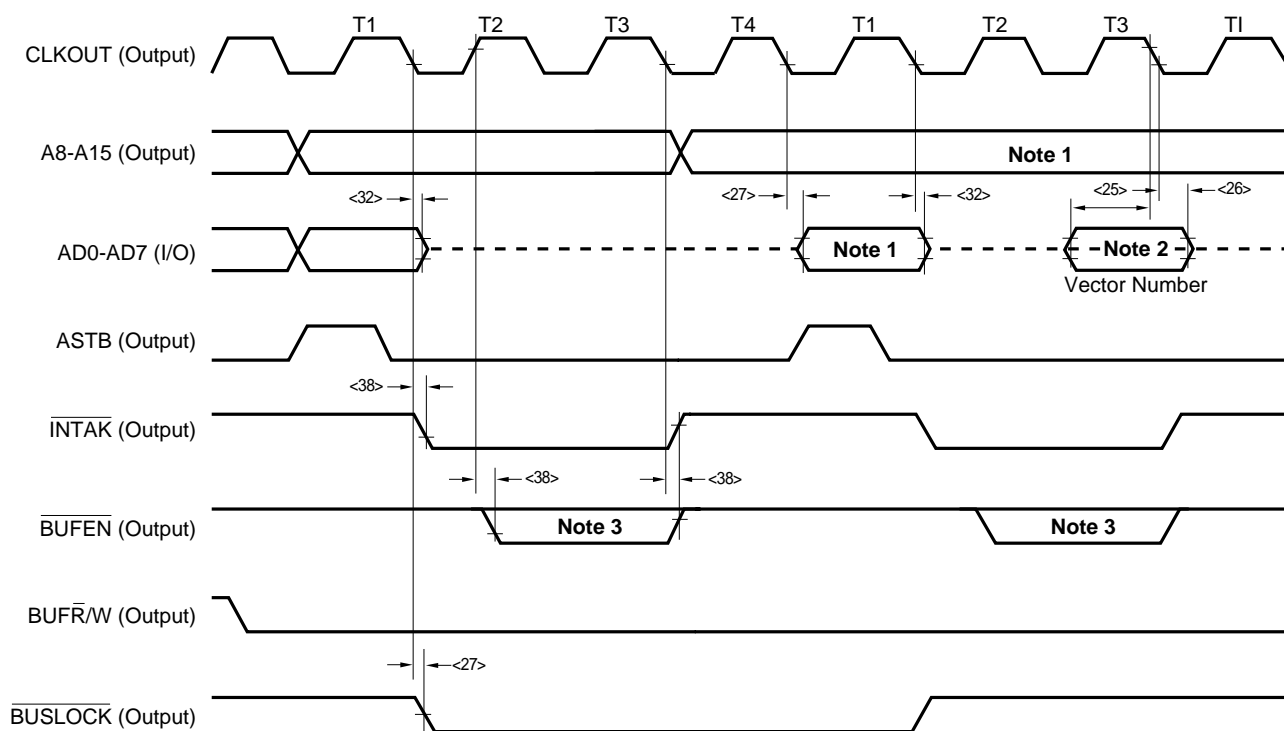 T1 T2 T3 T4 T1 T2 T3 TI
CLKOUT (Output)
A8-A15 (Output) Note 1
<32> <27> <32> <25> <26>
AD0-AD7 (I/O) Note 1 Note 2
Vector Number
ASTB (Output)
<38>
INTAK (Output)
<38> <38>
BUFEN (Output) Note 3 Note 3
BUFR/W (Output)
<27>
BUSLOCK (Output)